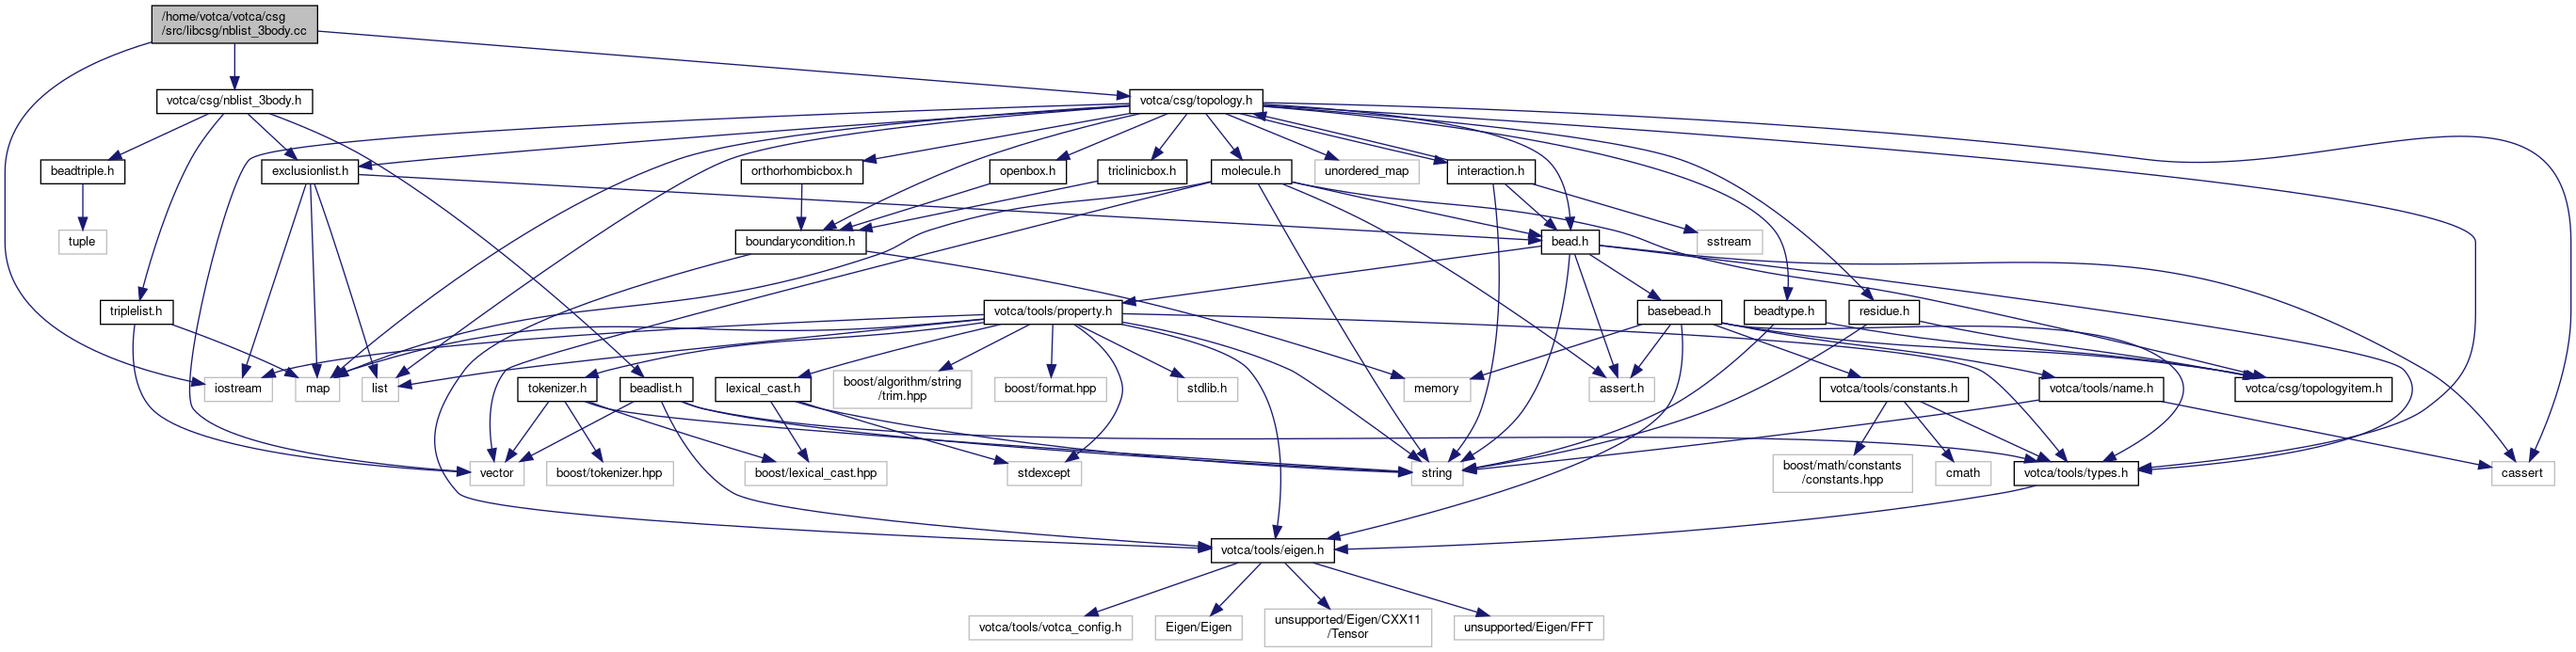 /home/votca/votca/csg
/src/libcsg/nblist_3body.cc
votca/csg/nblist_3body.h
votca/csg/topology.h
beadtriple.h
exclusionlist.h
orthorhombicbox.h
openbox.h
triclinicbox.h
molecule.h
unordered_map
interaction.h
tuple
boundarycondition.h
bead.h
sstream
triplelist.h
votca/tools/property.h
basebead.h
beadtype.h
residue.h
iostream
map
list
tokenizer.h
beadlist.h
lexical_cast.h
boost/algorithm/string
/trim.hpp
boost/format.hpp
stdlib.h
memory
assert.h
votca/tools/constants.h
votca/tools/name.h
votca/csg/topologyitem.h
vector
boost/tokenizer.hpp
boost/lexical_cast.hpp
stdexcept
string
boost/math/constants
/constants.hpp
cmath
votca/tools/types.h
cassert
votca/tools/eigen.h
votca/tools/votca_config.h
Eigen/Eigen
unsupported/Eigen/CXX11
/Tensor
unsupported/Eigen/FFT